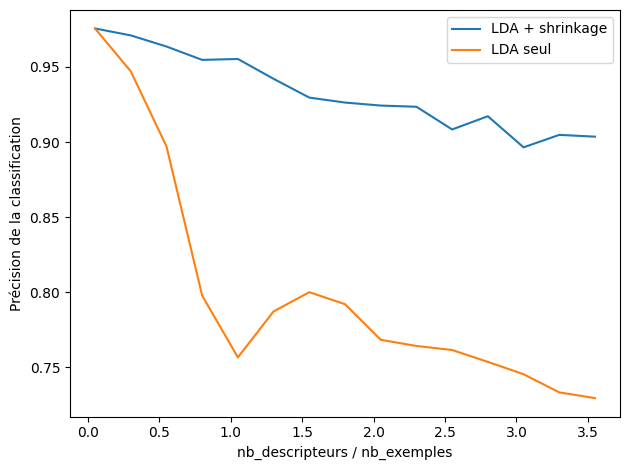 LDA + shrinkage
LDA seul
Précision de la classification
0.95
0.90
0.85
0.80
0.75
0.0 0.5 1.0 1.5 2.0 2.5 3.0 3.5
nb_descripteurs / nb_exemples